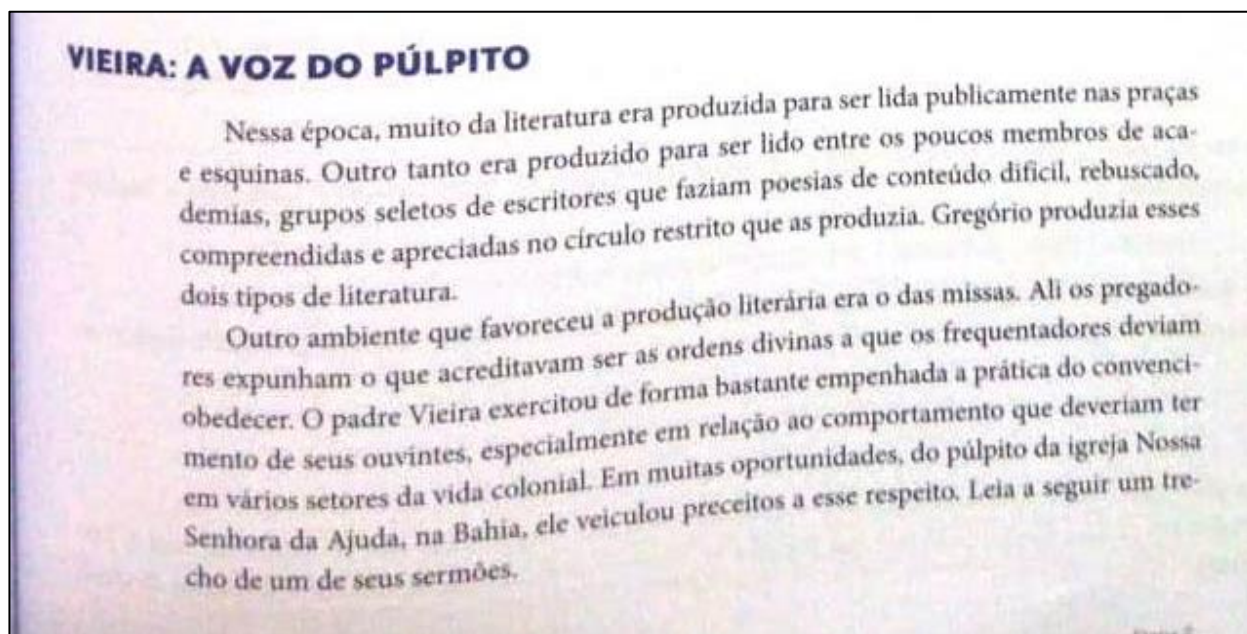 VIEIRA: A VOZ DO PÚLPITO
Nessa época, muito da literatura era produzida para ser lida publicamente nas praças
e esquinas. Outro tanto era produzido para ser lido entre os poucos membros de aca-
demias, grupos seletos de escritores que faziam poesias de conteúdo difícil, rebuscado,
compreendidas e apreciadas no círculo restrito que as produzia. Gregório produzia esses
dois tipos de literatura.
Outro ambiente que favoreceu a produção literária era o das missas. Ali os pregado-
res expunham o que acreditavam ser as ordens divinas a que os frequentadores deviam
obedecer. O padre Vieira exercitou de forma bastante empenhada a prática do convenci-
mento de seus ouvintes, especialmente em relação ao comportamento que deveriam ter
em vários setores da vida colonial. Em muitas oportunidades, do púlpito da igreja Nossa
Senhora da Ajuda, na Bahia, ele veiculou preceitos a esse respeito. Leia a seguir um tre-
cho de um de seus sermões.